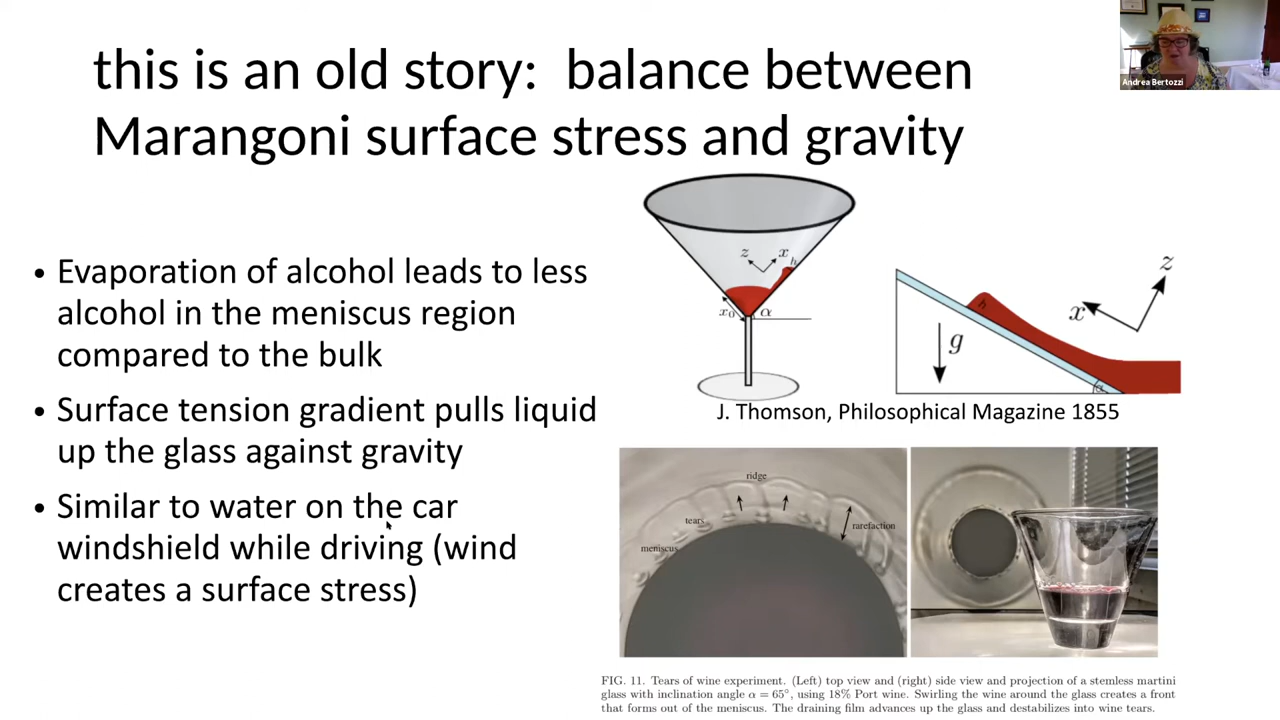 this is an old story:  balance between
Marangoni surface stress and gravity
Andrea Bertozzi
• Evaporation of alcohol leads to less
alcohol in the meniscus region
compared to the bulk
• Surface tension gradient pulls liquid
up the glass against gravity
• Similar to water on the car
windshield while driving (wind
creates a surface stress)
z
x
h
x₀
α
z
x
h
g
α
J. Thomson, Philosophical Magazine 1855
ridge
tears
rarefaction
meniscus
FIG. 11. Tears of wine experiment. (Left) top view and (right) side view and projection of a stemless martini
glass with inclination angle α = 65°, using 18% Port wine. Swirling the wine around the glass creates a front
that forms out of the meniscus. The draining film advances up the glass and destabilizes into wine tears.